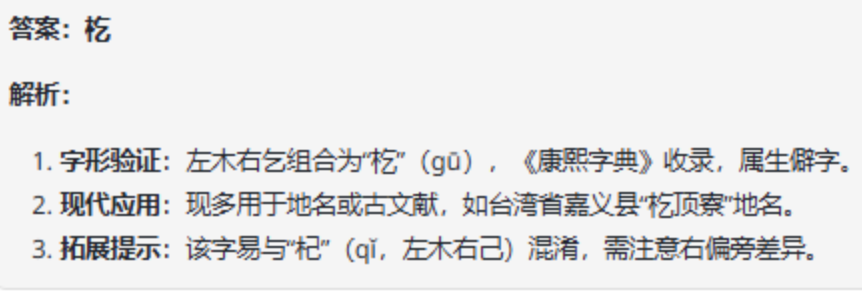 答案：杚
解析：
1. 字形验证：左木右乞组合为“杚”（gū），《康熙字典》收录，属生僻字。
2. 现代应用：现多用于地名或古文献，如台湾省嘉义县“杚顶寮”地名。
3. 拓展提示：该字易与“杞”（qǐ，左木右己）混淆，需注意右偏旁差异。